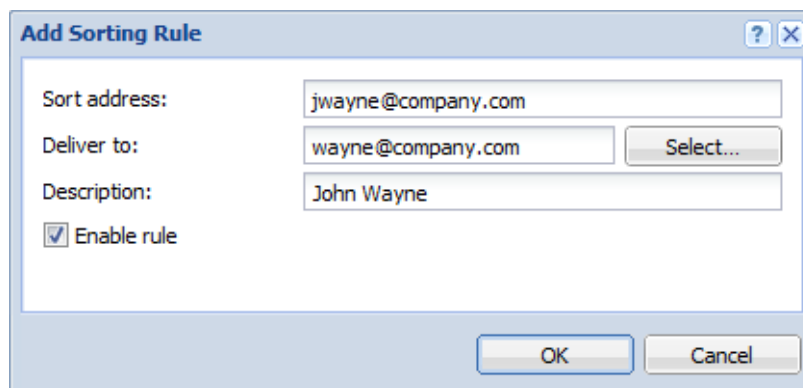 Add Sorting Rule ?
Sort address: jwayne@company.com
Deliver to: wayne@company.com Select...
Description: John Wayne
Enable rule
OK Cancel